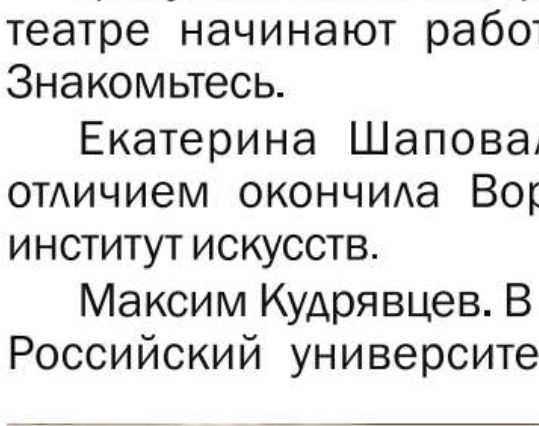 театре начинают
Знакомьтесь.
Екатерина
отличием окончила
институт искусств.
Максим Кудрявцев. В
Российский